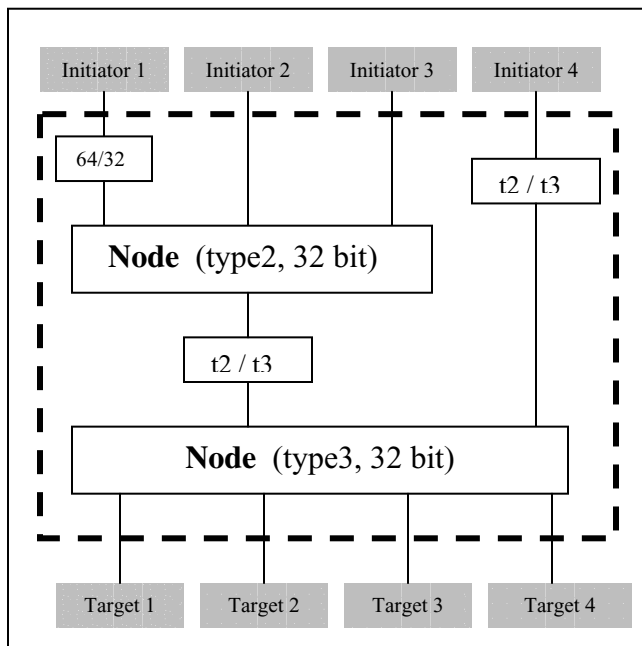 Initiator 1 Initiator 2 Initiator 3 Initiator 4
64/32
t2 / t3
Node (type2, 32 bit)
t2 / t3
Node (type3, 32 bit)
Target 1 Target 2 Target 3 Target 4